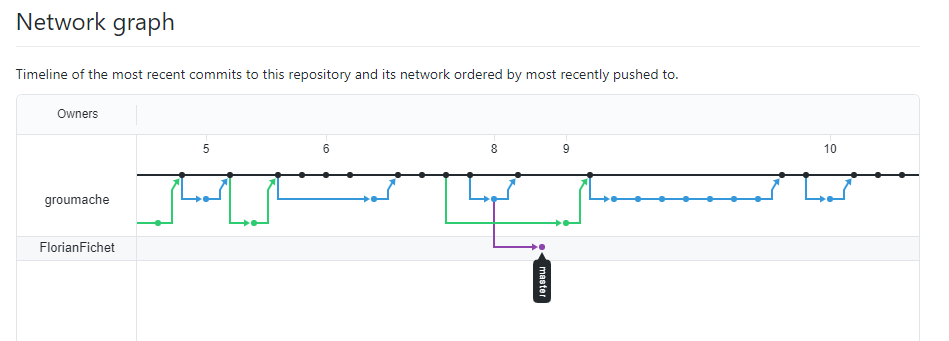 Network graph
Timeline of the most recent commits to this repository and its network ordered by most recently pushed to.
Owners
5 6 8 9 10
groumache
FlorianFichet
master